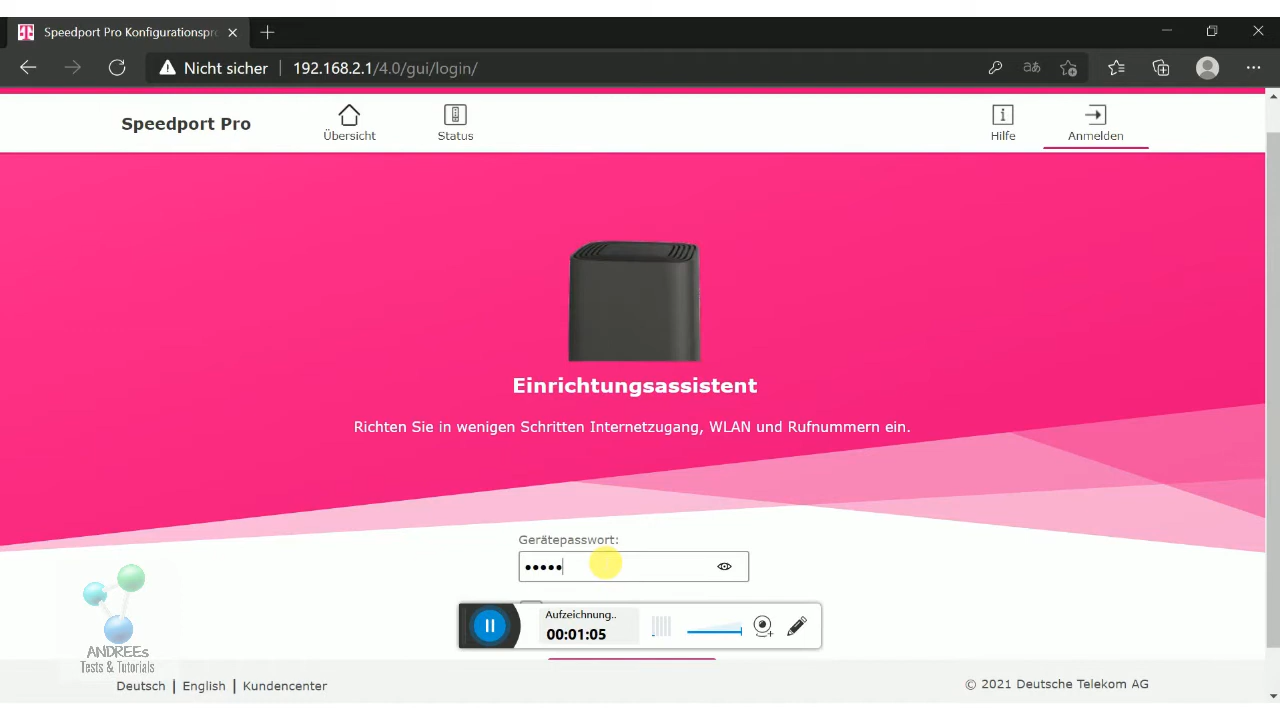 Speedport Pro Konfigurationspr
Nicht sicher
192.168.2.1/4.0/gui/login/
Speedport Pro
Übersicht
Status
Hilfe
Anmelden
Einrichtungsassistent
Richten Sie in wenigen Schritten Internetzugang, WLAN und Rufnummern ein.
Gerätepasswort:
•••••
Aufzeichnung..
00:01:05
ANDREEs
Tests & Tutorials
Deutsch | English | Kundencenter
© 2021 Deutsche Telekom AG